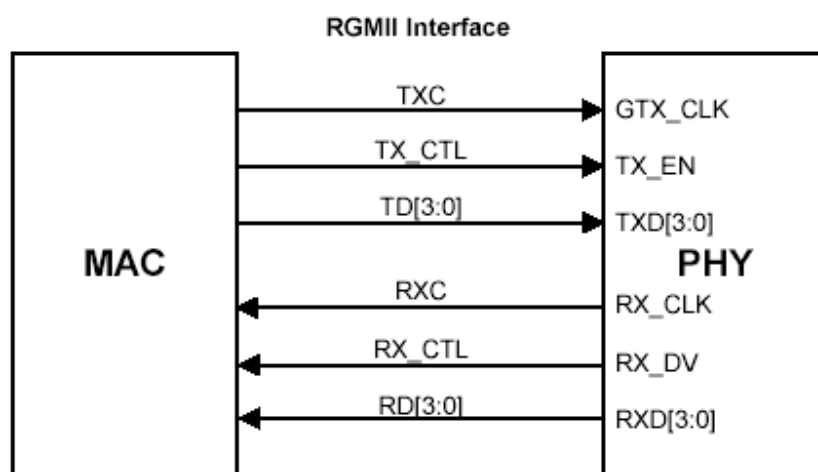 RGMII Interface
TXC
GTX_CLK
TX_CTL
TX_EN
TD[3:0]
TXD[3:0]
MAC
PHY
RXC
RX_CLK
RX_CTL
RX_DV
RD[3:0]
RXD[3:0]